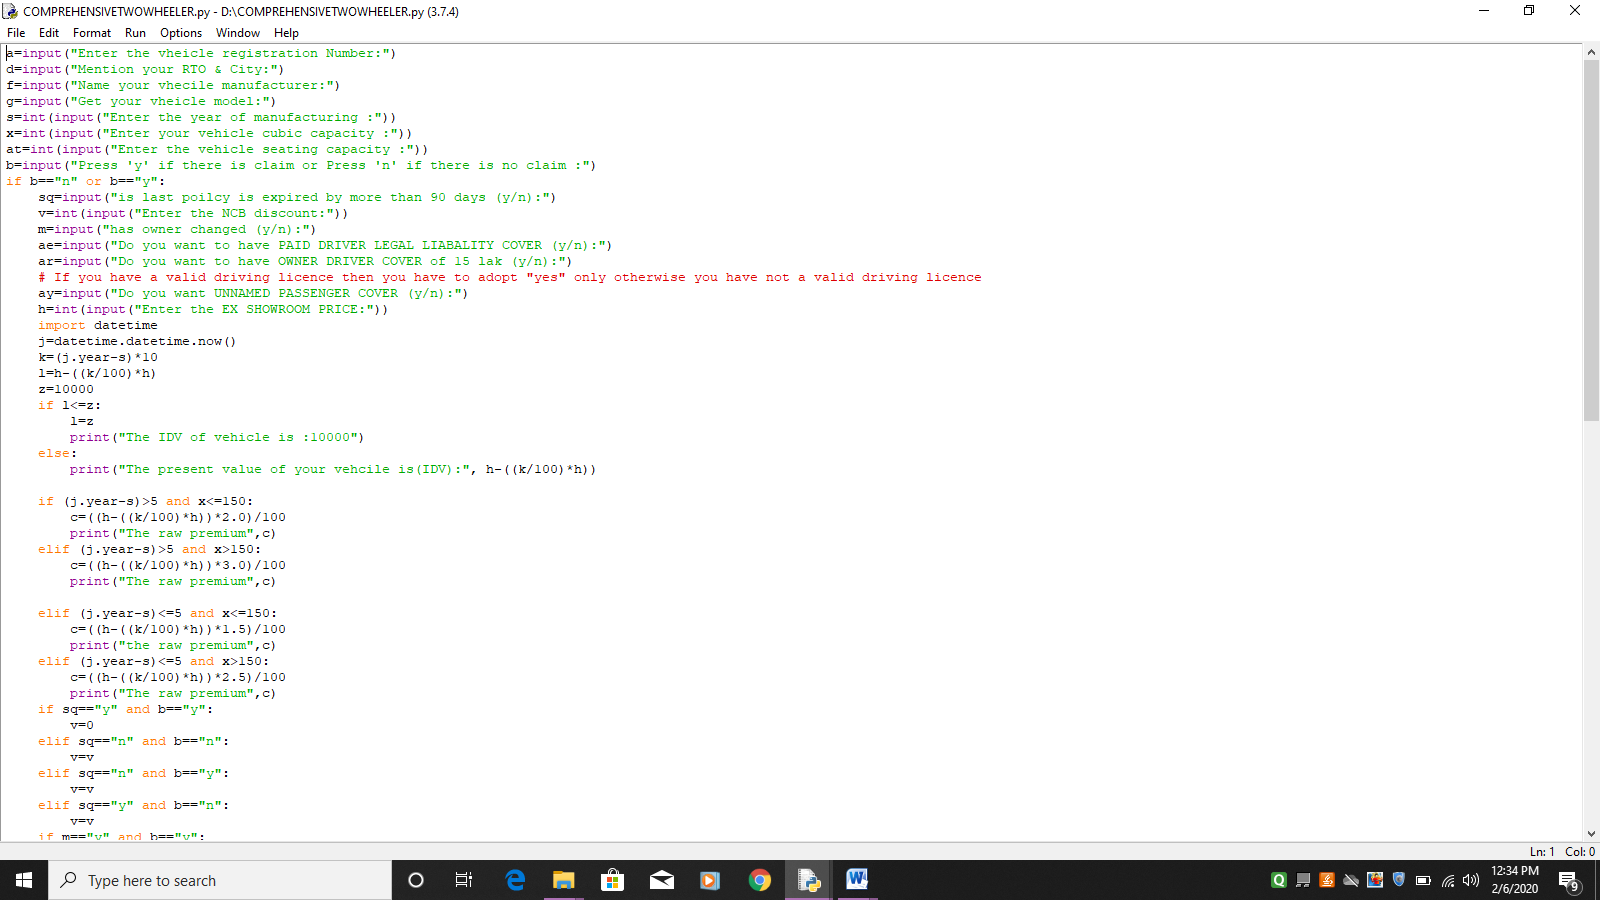 COMPREHENSIVETWOWHEELER.py - D:\COMPREHENSIVETWOWHEELER.py (3.7.4)
File Edit Format Run Options Window Help
a=input("Enter the vheicle registration Number:")
d=input("Mention your RTO & City:")
f=input("Name your vhecile manufacturer:")
g=input("Get your vheicle model:")
s=int(input("Enter the year of manufacturing :"))
x=int(input("Enter your vehicle cubic capacity :"))
at=int(input("Enter the vehicle seating capacity :"))
b=input("Press 'y' if there is claim or Press 'n' if there is no claim :")
if b=="n" or b=="y":
    sq=input("is last poilcy is expired by more than 90 days (y/n):")
    v=int(input("Enter the NCB discount:"))
    m=input("has owner changed (y/n):")
    ae=input("Do you want to have PAID DRIVER LEGAL LIABALITY COVER (y/n):")
    ar=input("Do you want to have OWNER DRIVER COVER of 15 lak (y/n):")
    # If you have a valid driving licence then you have to adopt "yes" only otherwise you have not a valid driving licence
    ay=input("Do you want UNNAMED PASSENGER COVER (y/n):")
    h=int(input("Enter the EX SHOWROOM PRICE:"))
    import datetime
    j=datetime.datetime.now()
    k=(j.year-s)*10
    l=h-((k/100)*h)
    z=10000
    if l<=z:
        l=z
        print("The IDV of vehicle is :10000")
    else:
        print("The present value of your vehcile is(IDV):", h-((k/100)*h))
    if (j.year-s)>5 and x<=150:
        c=((h-((k/100)*h))*2.0)/100
        print("The raw premium",c)
    elif (j.year-s)>5 and x>150:
        c=((h-((k/100)*h))*3.0)/100
        print("The raw premium",c)
    elif (j.year-s)<=5 and x<=150:
        c=((h-((k/100)*h))*1.5)/100
        print("the raw premium",c)
    elif (j.year-s)<=5 and x>150:
        c=((h-((k/100)*h))*2.5)/100
        print("The raw premium",c)
    if sq=="y" and b=="y":
        v=0
    elif sq=="n" and b=="n":
        v=v
    elif sq=="n" and b=="y":
        v=v
    elif sq=="y" and b=="n":
        v=v
    if m=="y" and b=="y":
Ln: 1 Col: 0
Type here to search
12:34 PM
2/6/2020
9